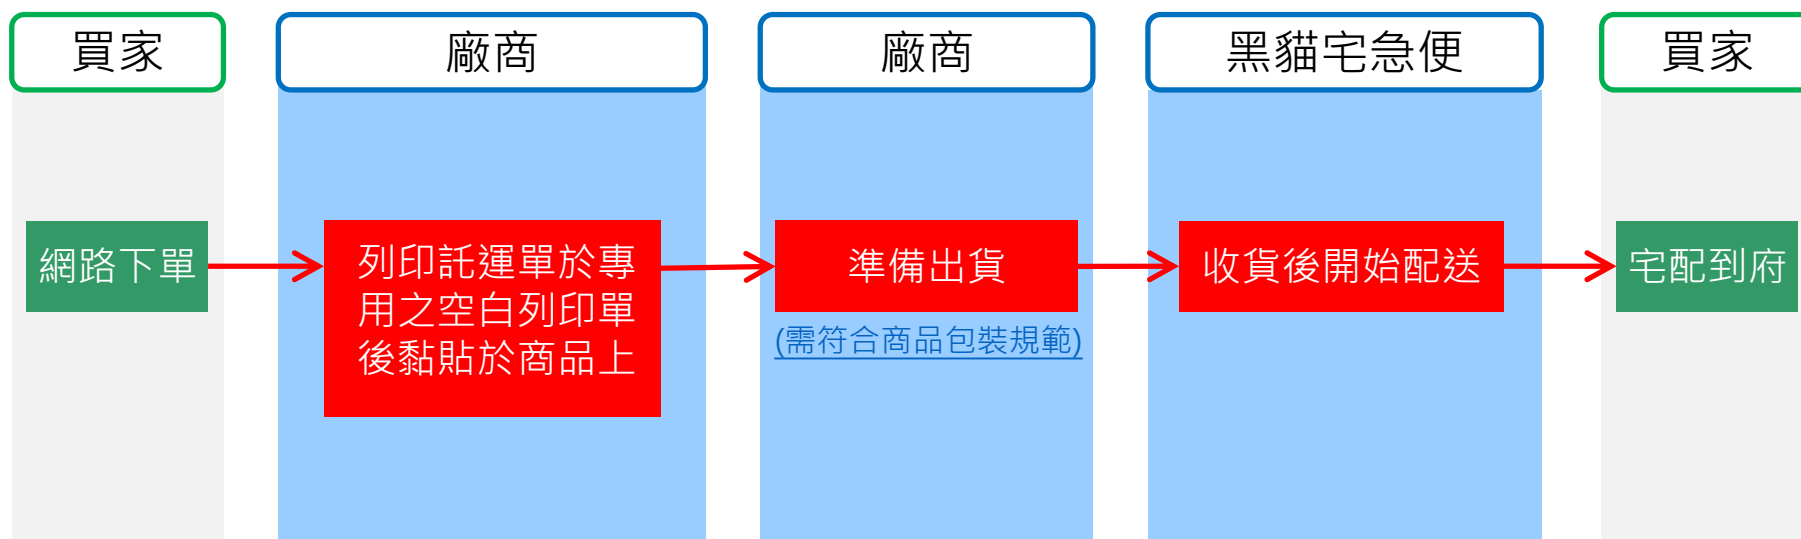 買家
廠商
廠商
黑貓宅急便
買家
網路下單
列印託運單於專
用之空白列印單
後黏貼於商品上
準備出貨
(需符合商品包裝規範)
收貨後開始配送
宅配到府